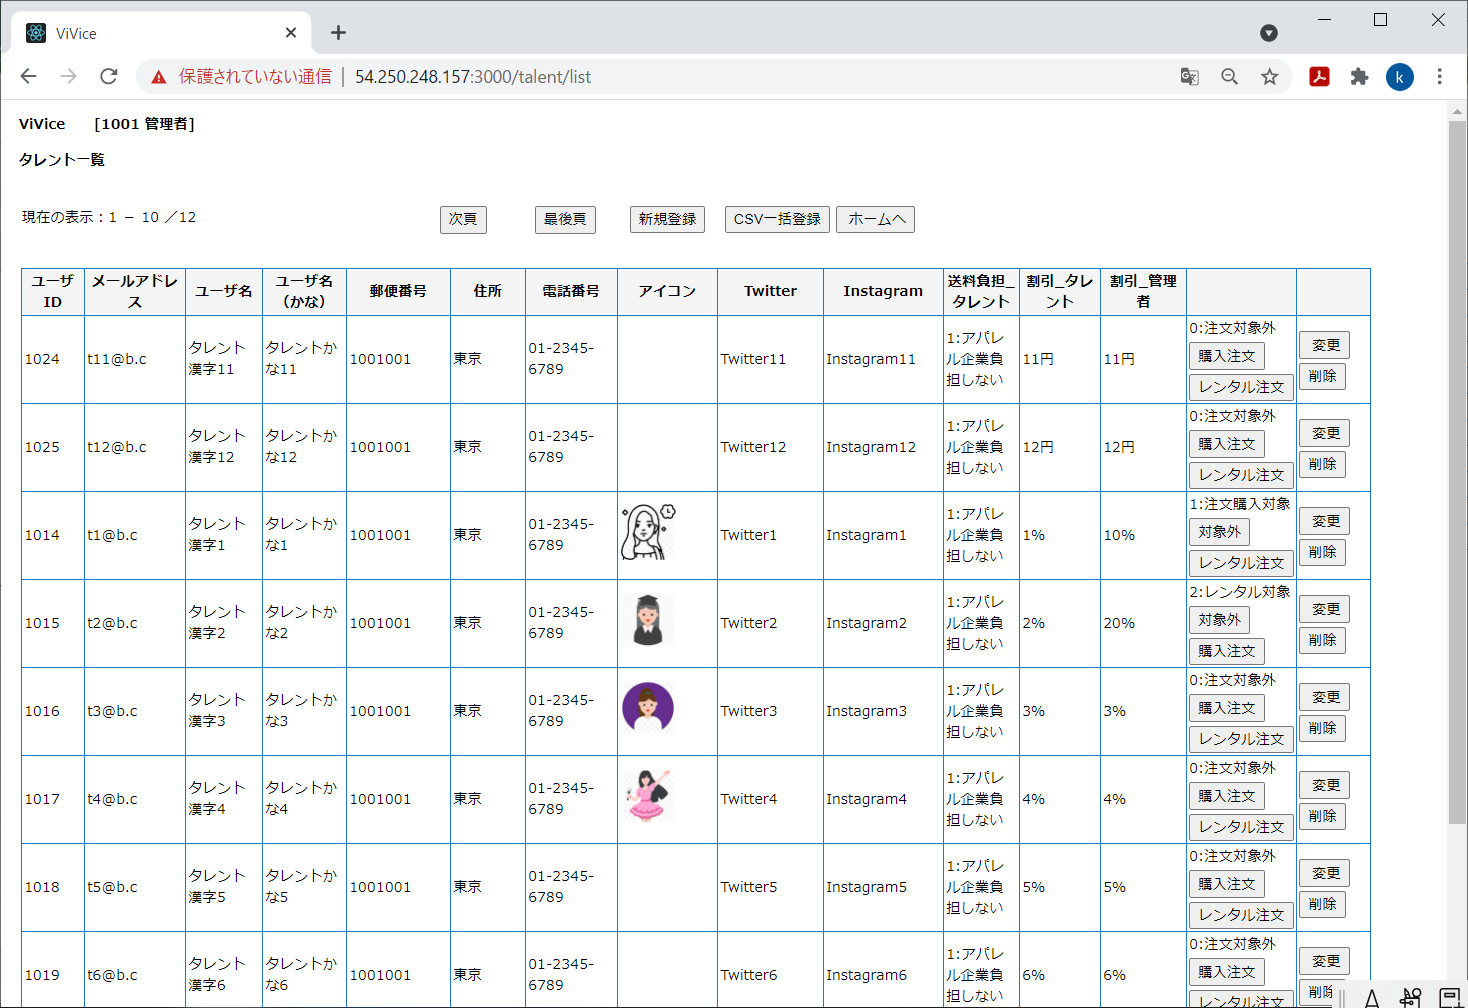 ViVice
保護されていない通信 | 54.250.248.157:3000/talent/list
k
ViVice [1001 管理者]
タレント一覧
現在の表示：1 － 10 ／12 次頁 最後頁 新規登録 CSV一括登録 ホームへ
ユーザID メールアドレス ユーザ名 ユーザ名（かな） 郵便番号 住所 電話番号 アイコン Twitter Instagram 送料負担_タレント 割引_タレント 割引_管理者
1024 t11@b.c タレント漢字11 タレントかな11 1001001 東京 01-2345-6789 Twitter11 Instagram11 1:アパレル企業負担しない 11円 11円 0:注文対象外 購入注文 レンタル注文 変更 削除
1025 t12@b.c タレント漢字12 タレントかな12 1001001 東京 01-2345-6789 Twitter12 Instagram12 1:アパレル企業負担しない 12円 12円 0:注文対象外 購入注文 レンタル注文 変更 削除
1014 t1@b.c タレント漢字1 タレントかな1 1001001 東京 01-2345-6789 Twitter1 Instagram1 1:アパレル企業負担しない 1% 10% 1:注文購入対象 対象外 レンタル注文 変更 削除
1015 t2@b.c タレント漢字2 タレントかな2 1001001 東京 01-2345-6789 Twitter2 Instagram2 1:アパレル企業負担しない 2% 20% 2:レンタル対象 対象外 購入注文 変更 削除
1016 t3@b.c タレント漢字3 タレントかな3 1001001 東京 01-2345-6789 Twitter3 Instagram3 1:アパレル企業負担しない 3% 3% 0:注文対象外 購入注文 レンタル注文 変更 削除
1017 t4@b.c タレント漢字4 タレントかな4 1001001 東京 01-2345-6789 Twitter4 Instagram4 1:アパレル企業負担しない 4% 4% 0:注文対象外 購入注文 レンタル注文 変更 削除
1018 t5@b.c タレント漢字5 タレントかな5 1001001 東京 01-2345-6789 Twitter5 Instagram5 1:アパレル企業負担しない 5% 5% 0:注文対象外 購入注文 レンタル注文 変更 削除
1019 t6@b.c タレント漢字6 タレントかな6 1001001 東京 01-2345-6789 Twitter6 Instagram6 1:アパレル企業負担しない 6% 6% 0:注文対象外 購入注文 レンタル注文 変更 削除